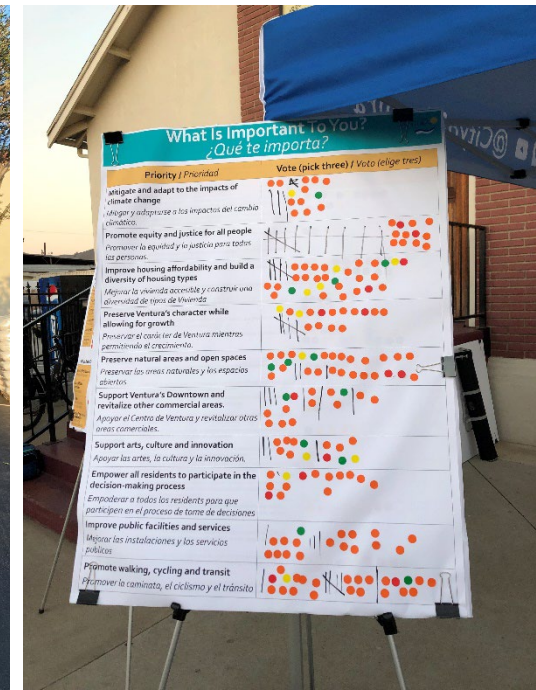 What Is Important To You?
¿Qué te importa?
Priority / Prioridad
Vote (pick three) / Voto (elige tres)
Mitigate and adapt to the impacts of
climate change
Mitigar y adaptarse a los impactos del cambio
climático.
Promote equity and justice for all people
Promover la equidad y la justicia para todas
las personas.
Improve housing affordability and build a
diversity of housing types
Mejorar la vivienda accesible y construir una
diversidad de tipos de Vivienda
Preserve Ventura's character while
allowing for growth
Preservar el carácter de Ventura mientras
permitiendo el crecimiento.
Preserve natural areas and open spaces
Preservar las areas naturales y los espacios
abiertos
Support Ventura's Downtown and
revitalize other commercial areas.
Apoyar el Centro de Ventura y revitalizar otras
areas comerciales.
Support arts, culture and innovation
Apoyar las artes, la cultura y la innovación.
Empower all residents to participate in the
decision-making process
Empoderar a todos los residents para que
participen en el proceso de tome de decisiones
Improve public facilities and services
Mejorar las instalaciones y los servicios
públicos
Promote walking, cycling and transit
Promover la caminata, el ciclismo y el tránsito